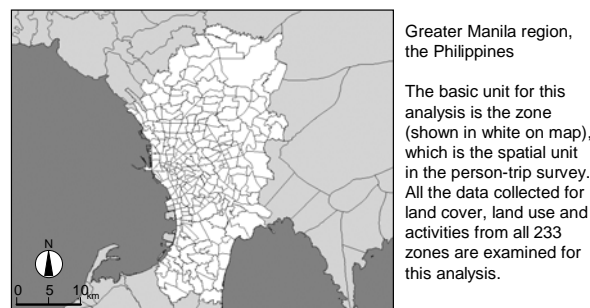 Greater Manila region,
the Philippines
The basic unit for this
analysis is the zone
(shown in white on map),
which is the spatial unit
in the person-trip survey.
All the data collected for
land cover, land use and
activities from all 233
zones are examined for
this analysis.
N
0 5 10 km